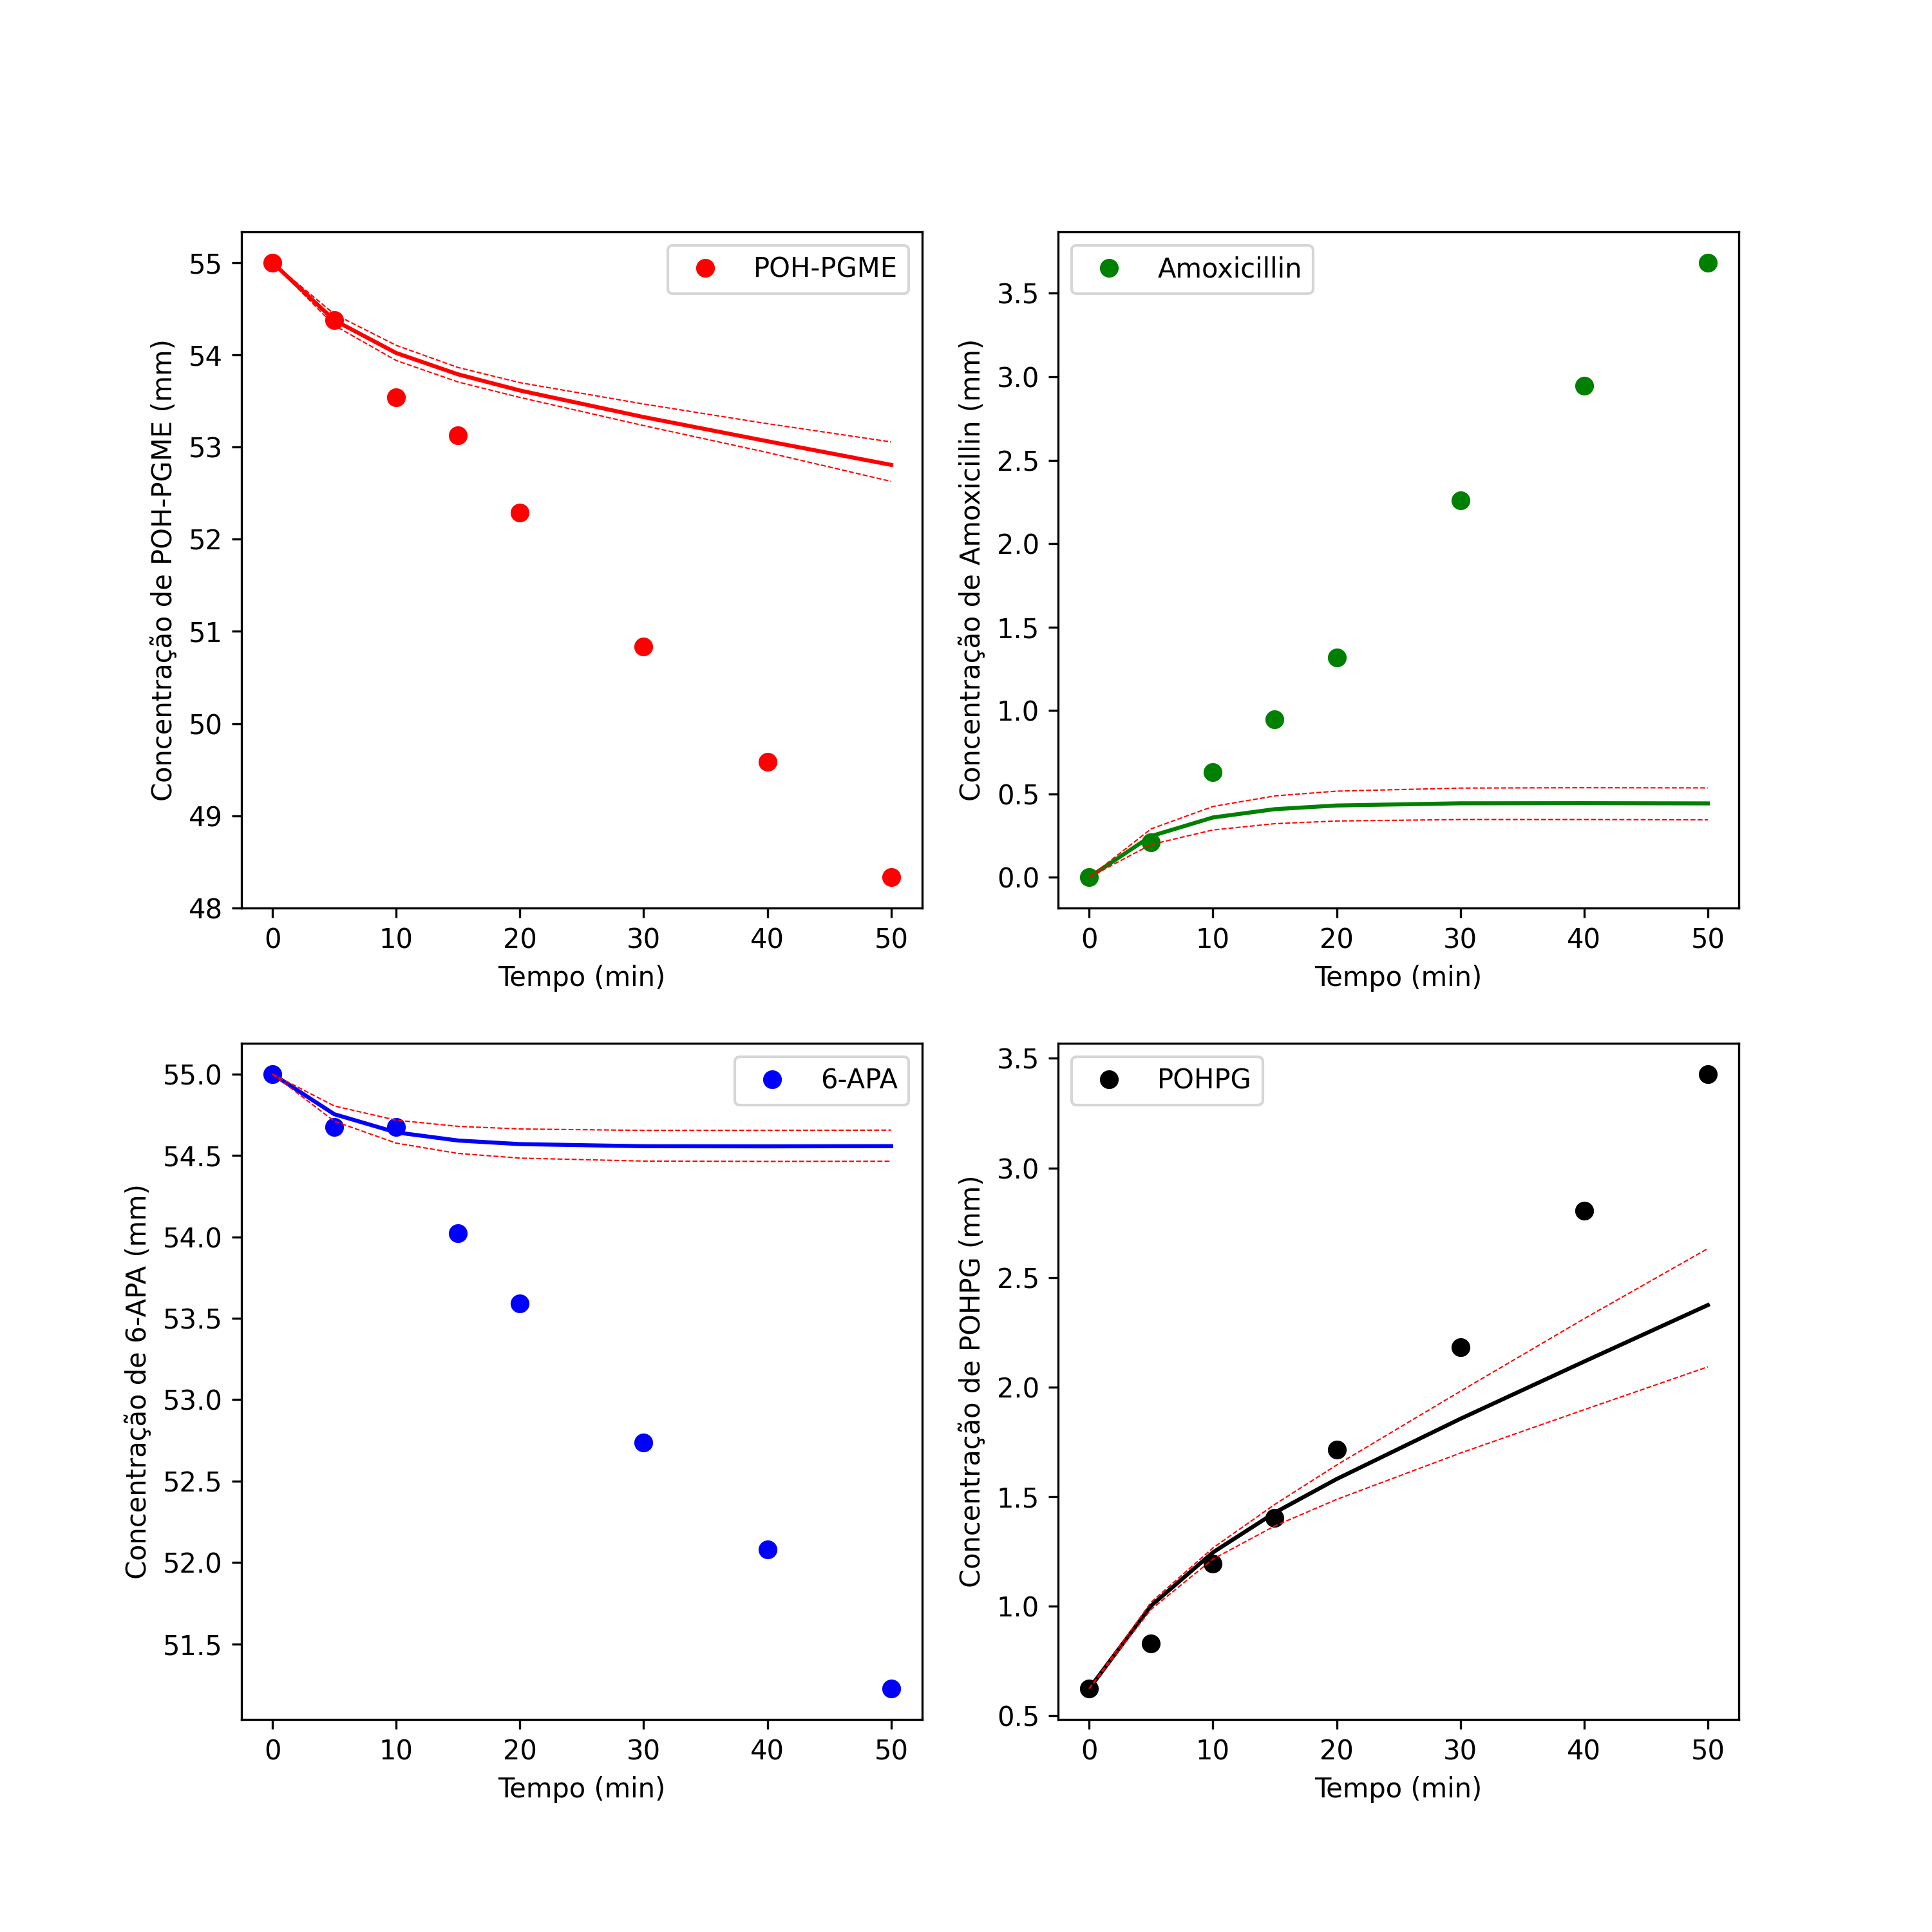 POH-PGME
Concentração de POH-PGME (mm)
55
54
53
52
51
50
49
48
0 10 20 30 40 50
Tempo (min)
Amoxicillin
Concentração de Amoxicillin (mm)
3.5
3.0
2.5
2.0
1.5
1.0
0.5
0.0
0 10 20 30 40 50
Tempo (min)
6-APA
Concentração de 6-APA (mm)
55.0
54.5
54.0
53.5
53.0
52.5
52.0
51.5
0 10 20 30 40 50
Tempo (min)
POHPG
Concentração de POHPG (mm)
3.5
3.0
2.5
2.0
1.5
1.0
0.5
0 10 20 30 40 50
Tempo (min)